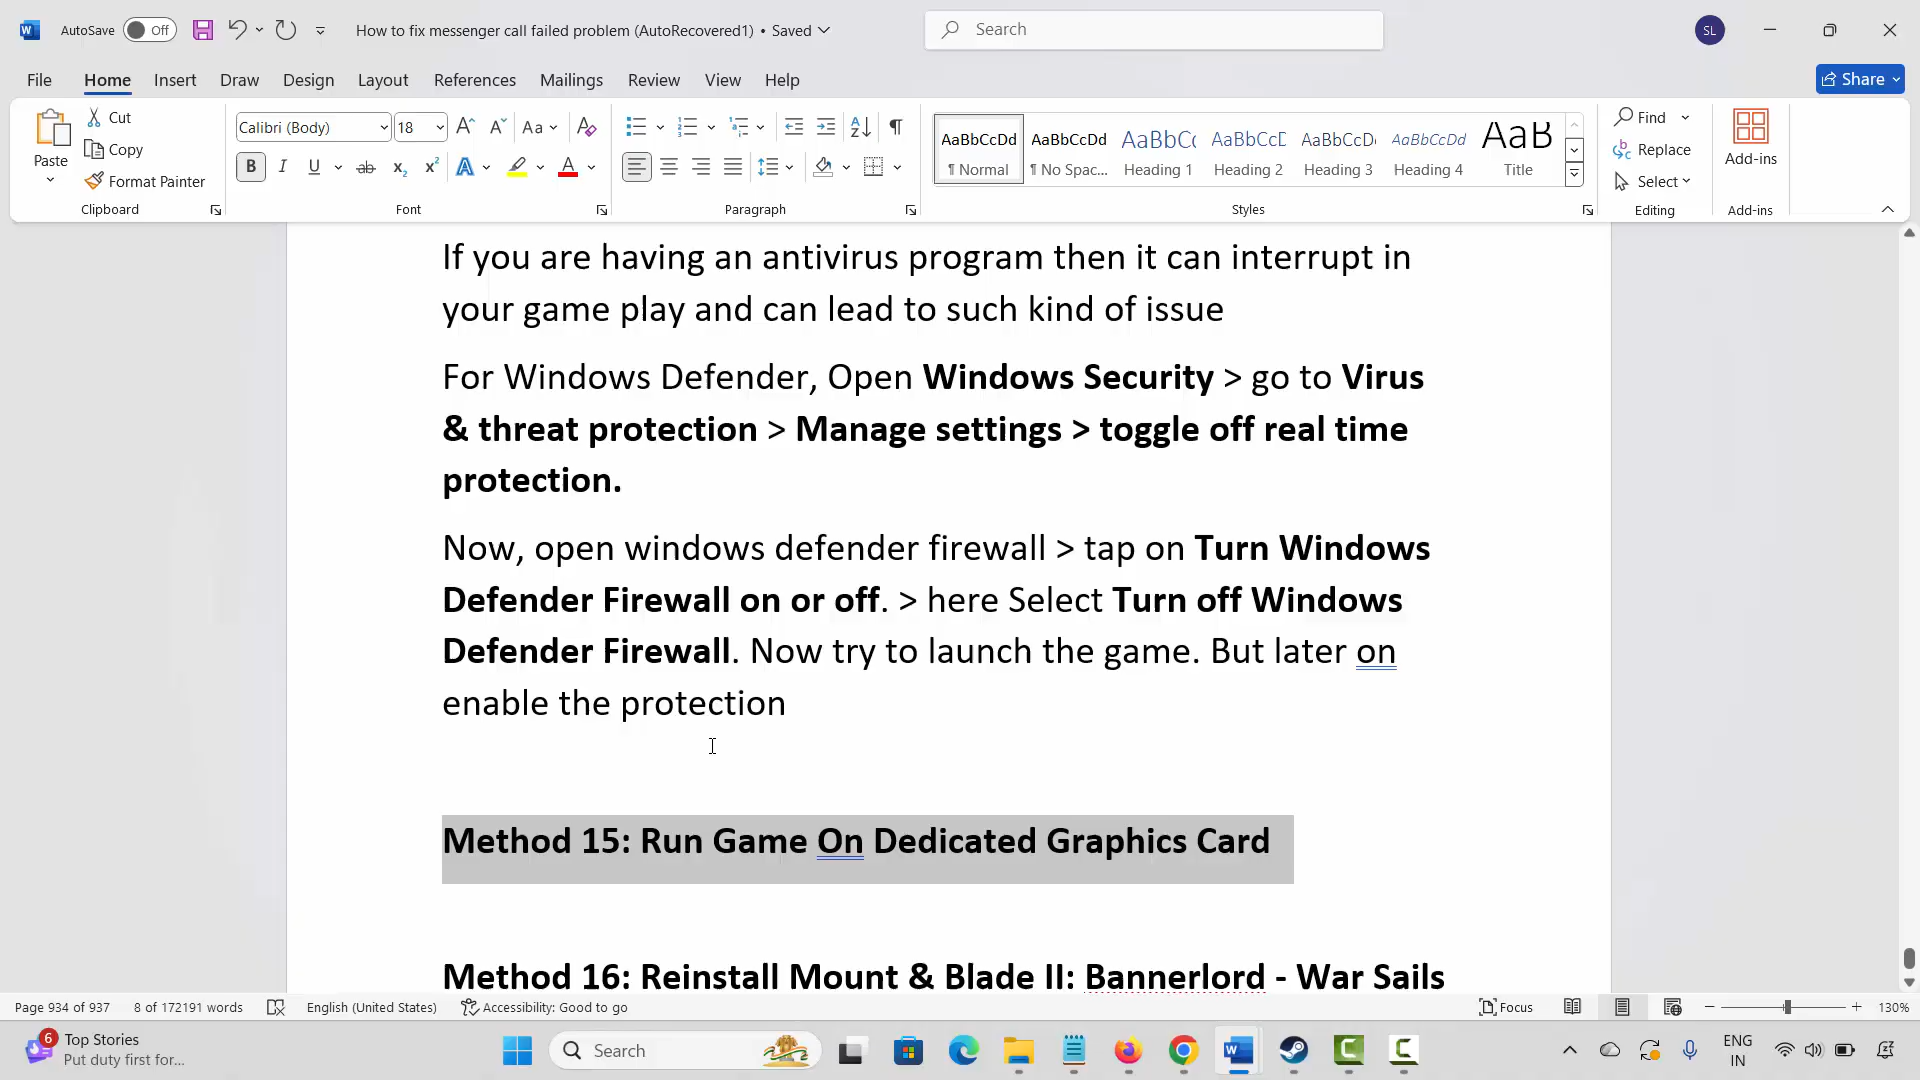 AutoSave Off How to fix messenger call failed problem (AutoRecovered1) • Saved Search SL
File Home Insert Draw Design Layout References Mailings Review View Help Share
Paste Cut Copy Format Painter
Calibri (Body) 18 Aa
B I U ab x₂ x² A A
AaBbCcDd AaBbCcDd AaBbCc AaBbCcD AaBbCcDc AaBbCcDd AaB
¶ Normal ¶ No Spac... Heading 1 Heading 2 Heading 3 Heading 4 Title
Find Replace Select Add-ins
Clipboard Font Paragraph Styles Editing Add-ins
If you are having an antivirus program then it can interrupt in
your game play and can lead to such kind of issue
For Windows Defender, Open Windows Security > go to Virus
& threat protection > Manage settings > toggle off real time
protection.
Now, open windows defender firewall > tap on Turn Windows
Defender Firewall on or off. > here Select Turn off Windows
Defender Firewall. Now try to launch the game. But later on
enable the protection
Method 15: Run Game On Dedicated Graphics Card
Method 16: Reinstall Mount & Blade II: Bannerlord - War Sails
Page 934 of 937 8 of 172191 words English (United States) Accessibility: Good to go Focus 130%
6 Top Stories
Put duty first for...
Search
ENG
IN